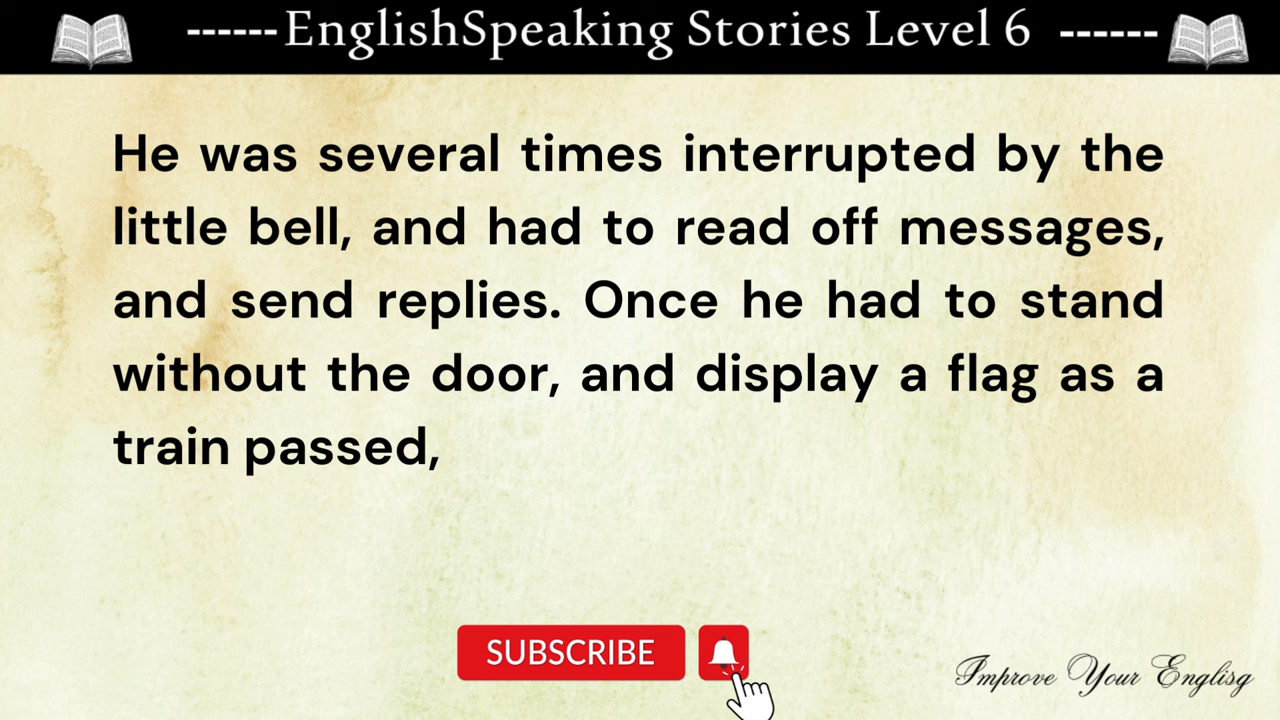 ------EnglishSpeaking Stories Level 6 ------
He was several times interrupted by the
little bell, and had to read off messages,
and send replies. Once he had to stand
without the door, and display a flag as a
train passed,
SUBSCRIBE
Improve Your Englisg